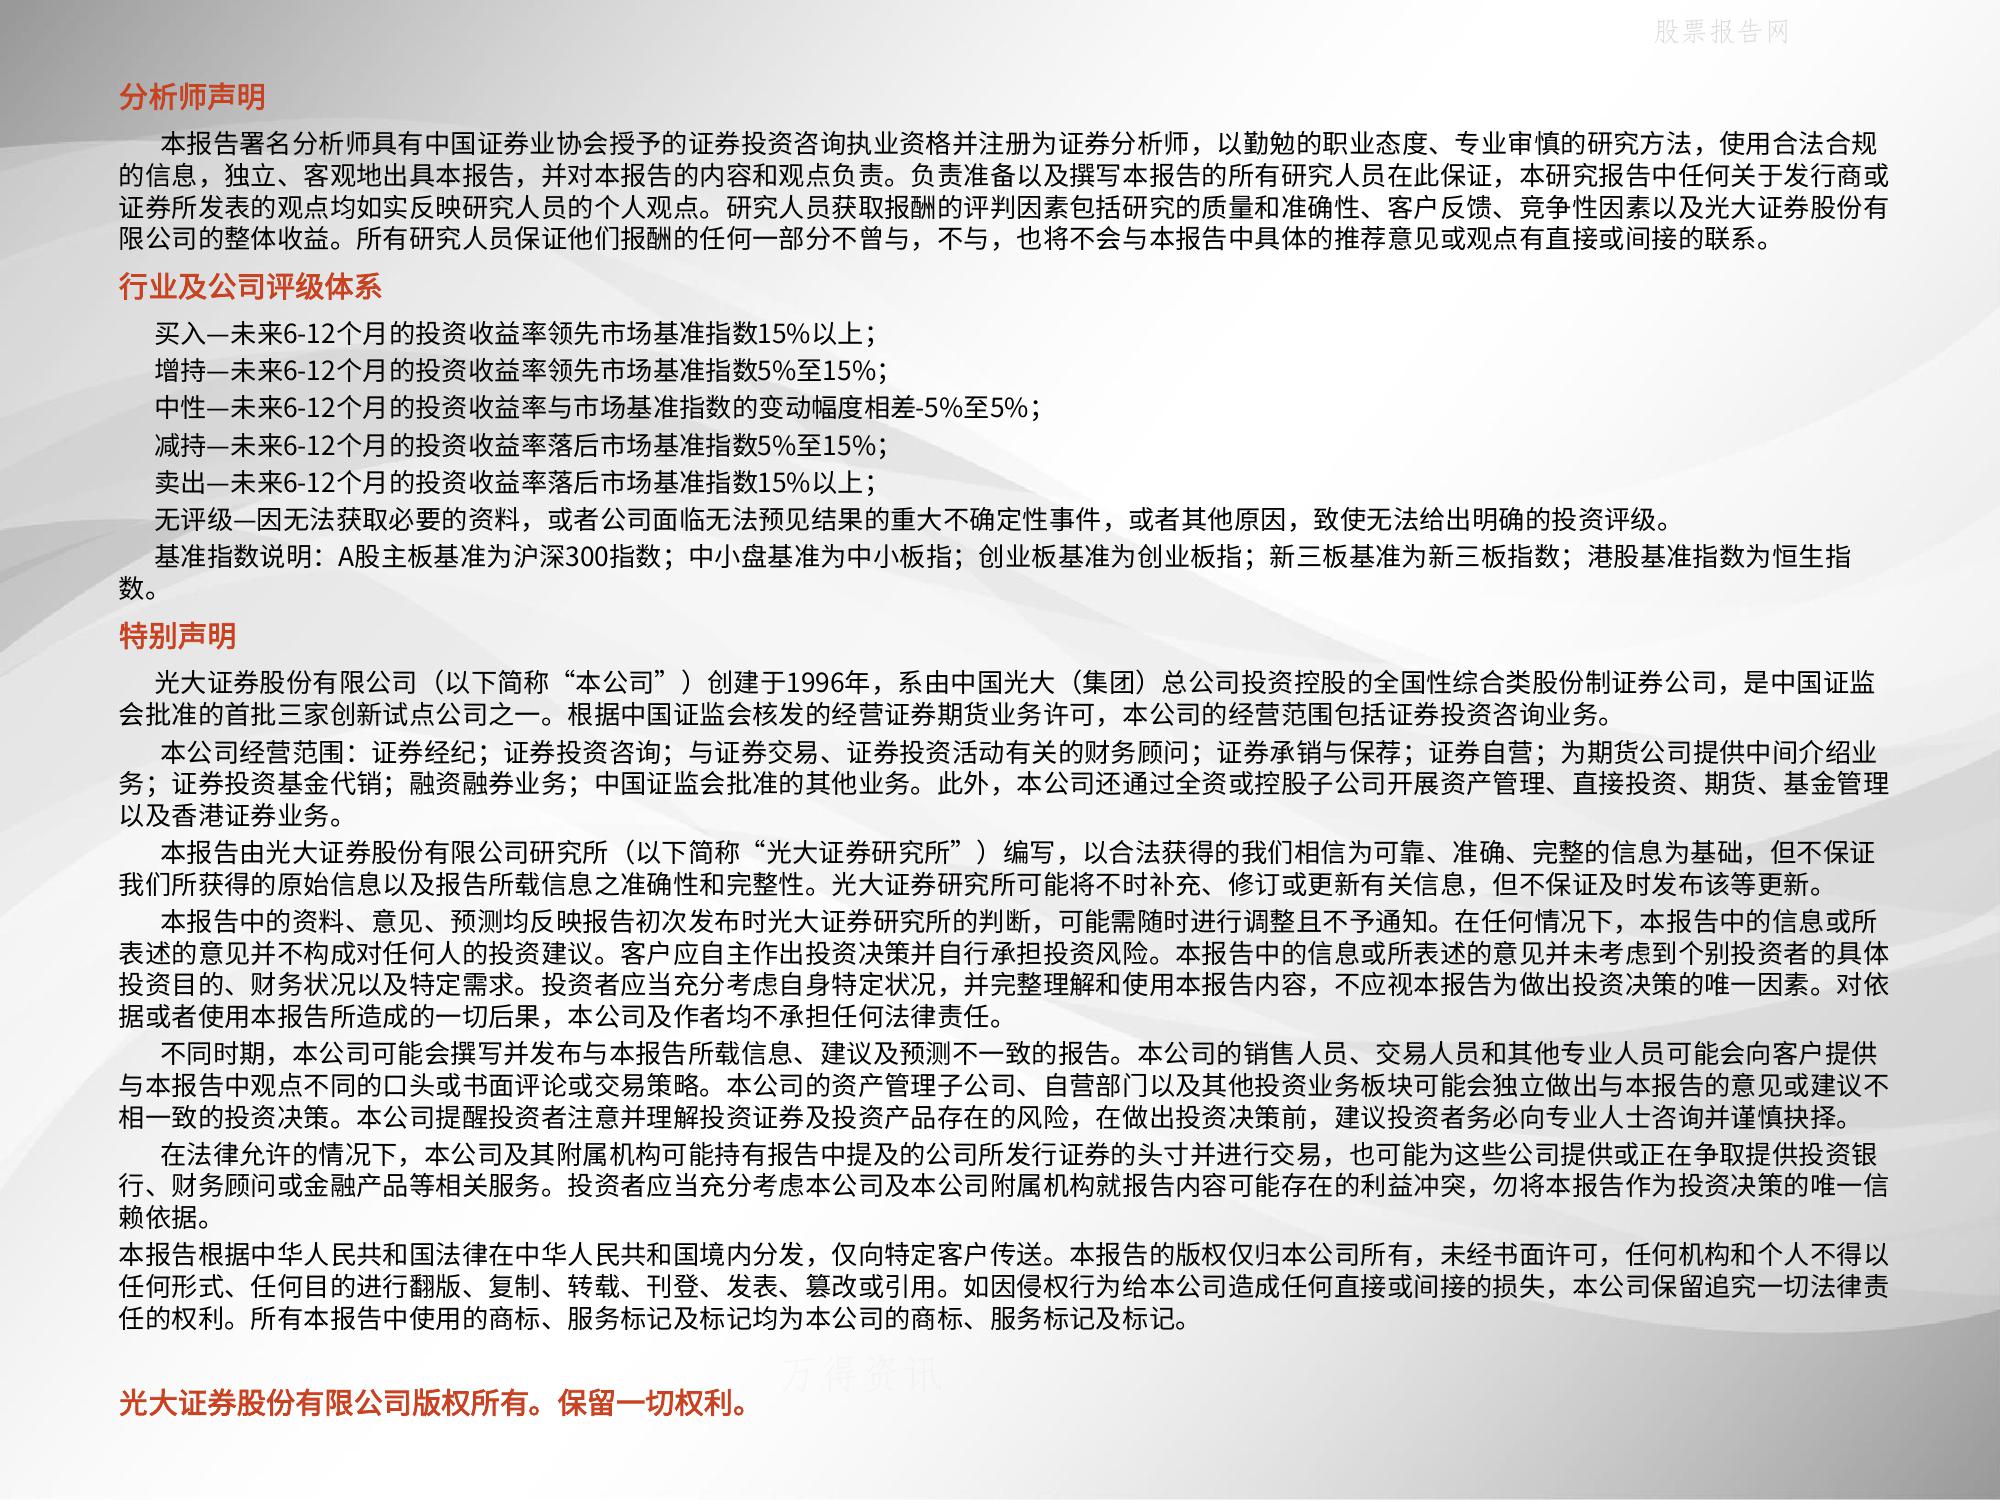 股票报告网
分析师声明
本报告署名分析师具有中国证券业协会授予的证券投资咨询执业资格并注册为证券分析师，以勤勉的职业态度、专业审慎的研究方法，使用合法合规
的信息，独立、客观地出具本报告，并对本报告的内容和观点负责。负责准备以及撰写本报告的所有研究人员在此保证，本研究报告中任何关于发行商或
证券所发表的观点均如实反映研究人员的个人观点。研究人员获取报酬的评判因素包括研究的质量和准确性、客户反馈、竞争性因素以及光大证券股份有
限公司的整体收益。所有研究人员保证他们报酬的任何一部分不曾与，不与，也将不会与本报告中具体的推荐意见或观点有直接或间接的联系。
行业及公司评级体系
买入—未来6-12个月的投资收益率领先市场基准指数15%以上；
增持—未来6-12个月的投资收益率领先市场基准指数5%至15%；
中性—未来6-12个月的投资收益率与市场基准指数的变动幅度相差-5%至5%；
减持—未来6-12个月的投资收益率落后市场基准指数5%至15%；
卖出—未来6-12个月的投资收益率落后市场基准指数15%以上；
无评级—因无法获取必要的资料，或者公司面临无法预见结果的重大不确定性事件，或者其他原因，致使无法给出明确的投资评级。
基准指数说明：A股主板基准为沪深300指数；中小盘基准为中小板指；创业板基准为创业板指；新三板基准为新三板指数；港股基准指数为恒生指
数。
特别声明
光大证券股份有限公司（以下简称“本公司”）创建于1996年，系由中国光大（集团）总公司投资控股的全国性综合类股份制证券公司，是中国证监
会批准的首批三家创新试点公司之一。根据中国证监会核发的经营证券期货业务许可，本公司的经营范围包括证券投资咨询业务。
本公司经营范围：证券经纪；证券投资咨询；与证券交易、证券投资活动有关的财务顾问；证券承销与保荐；证券自营；为期货公司提供中间介绍业
务；证券投资基金代销；融资融券业务；中国证监会批准的其他业务。此外，本公司还通过全资或控股子公司开展资产管理、直接投资、期货、基金管理
以及香港证券业务。
本报告由光大证券股份有限公司研究所（以下简称“光大证券研究所”）编写，以合法获得的我们相信为可靠、准确、完整的信息为基础，但不保证
我们所获得的原始信息以及报告所载信息之准确性和完整性。光大证券研究所可能将不时补充、修订或更新有关信息，但不保证及时发布该等更新。
本报告中的资料、意见、预测均反映报告初次发布时光大证券研究所的判断，可能需随时进行调整且不予通知。在任何情况下，本报告中的信息或所
表述的意见并不构成对任何人的投资建议。客户应自主作出投资决策并自行承担投资风险。本报告中的信息或所表述的意见并未考虑到个别投资者的具体
投资目的、财务状况以及特定需求。投资者应当充分考虑自身特定状况，并完整理解和使用本报告内容，不应视本报告为做出投资决策的唯一因素。对依
据或者使用本报告所造成的一切后果，本公司及作者均不承担任何法律责任。
不同时期，本公司可能会撰写并发布与本报告所载信息、建议及预测不一致的报告。本公司的销售人员、交易人员和其他专业人员可能会向客户提供
与本报告中观点不同的口头或书面评论或交易策略。本公司的资产管理子公司、自营部门以及其他投资业务板块可能会独立做出与本报告的意见或建议不
相一致的投资决策。本公司提醒投资者注意并理解投资证券及投资产品存在的风险，在做出投资决策前，建议投资者务必向专业人士咨询并谨慎抉择。
在法律允许的情况下，本公司及其附属机构可能持有报告中提及的公司所发行证券的头寸并进行交易，也可能为这些公司提供或正在争取提供投资银
行、财务顾问或金融产品等相关服务。投资者应当充分考虑本公司及本公司附属机构就报告内容可能存在的利益冲突，勿将本报告作为投资决策的唯一信
赖依据。
本报告根据中华人民共和国法律在中华人民共和国境内分发，仅向特定客户传送。本报告的版权仅归本公司所有，未经书面许可，任何机构和个人不得以
任何形式、任何目的进行翻版、复制、转载、刊登、发表、篡改或引用。如因侵权行为给本公司造成任何直接或间接的损失，本公司保留追究一切法律责
任的权利。所有本报告中使用的商标、服务标记及标记均为本公司的商标、服务标记及标记。
万得资讯
光大证券股份有限公司版权所有。保留一切权利。